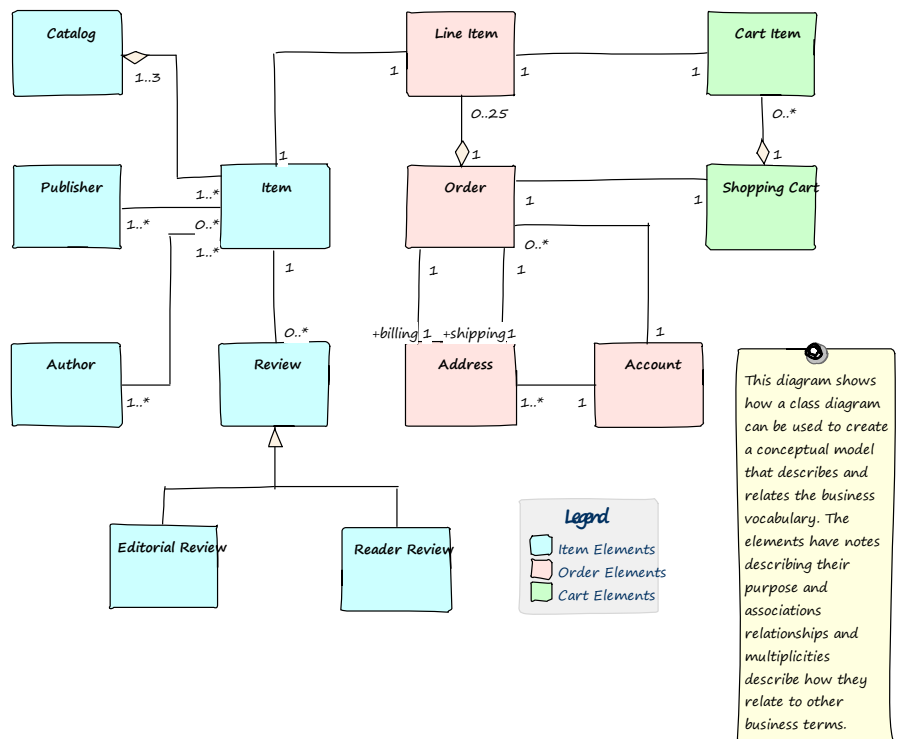 Catalog
Line Item
Cart Item
1..3
1
1
1
0..25
0..*
1
1
1
Publisher
Item
Order
Shopping Cart
1..*
1
1
1..*
0..*
0..*
1..*
1
1
1
0..*
+billing 1
+shipping 1
1
Author
Review
Address
Account
1..*
1..*
1
This diagram shows
how a class diagram
can be used to create
a conceptual model
that describes and
relates the business
vocabulary. The
elements have notes
describing their
purpose and
associations
relationships and
multiplicities
describe how they
relate to other
business terms.
Editorial Review
Reader Review
Legend
Item Elements
Order Elements
Cart Elements